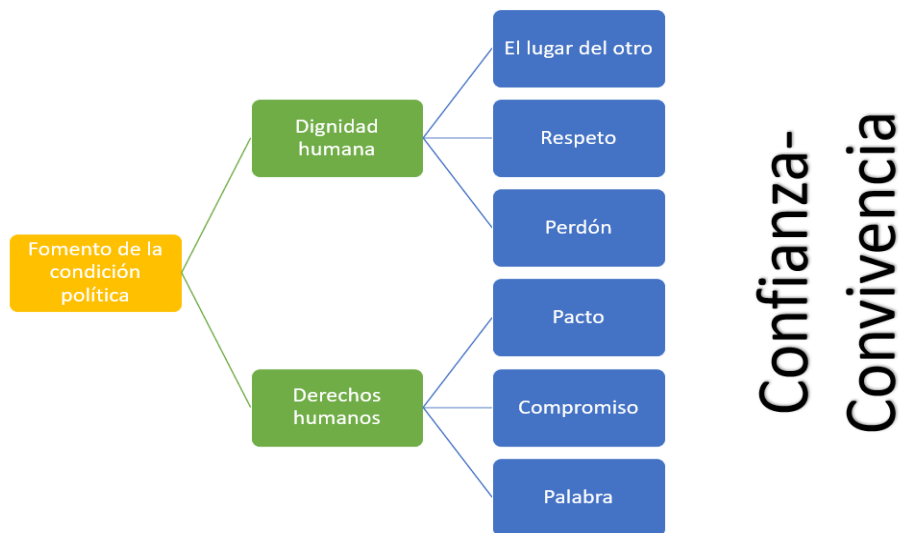 Fomento de la
condición
política
Dignidad
humana
El lugar del otro
Respeto
Perdón
Derechos
humanos
Pacto
Compromiso
Palabra
Confianza-
Convivencia